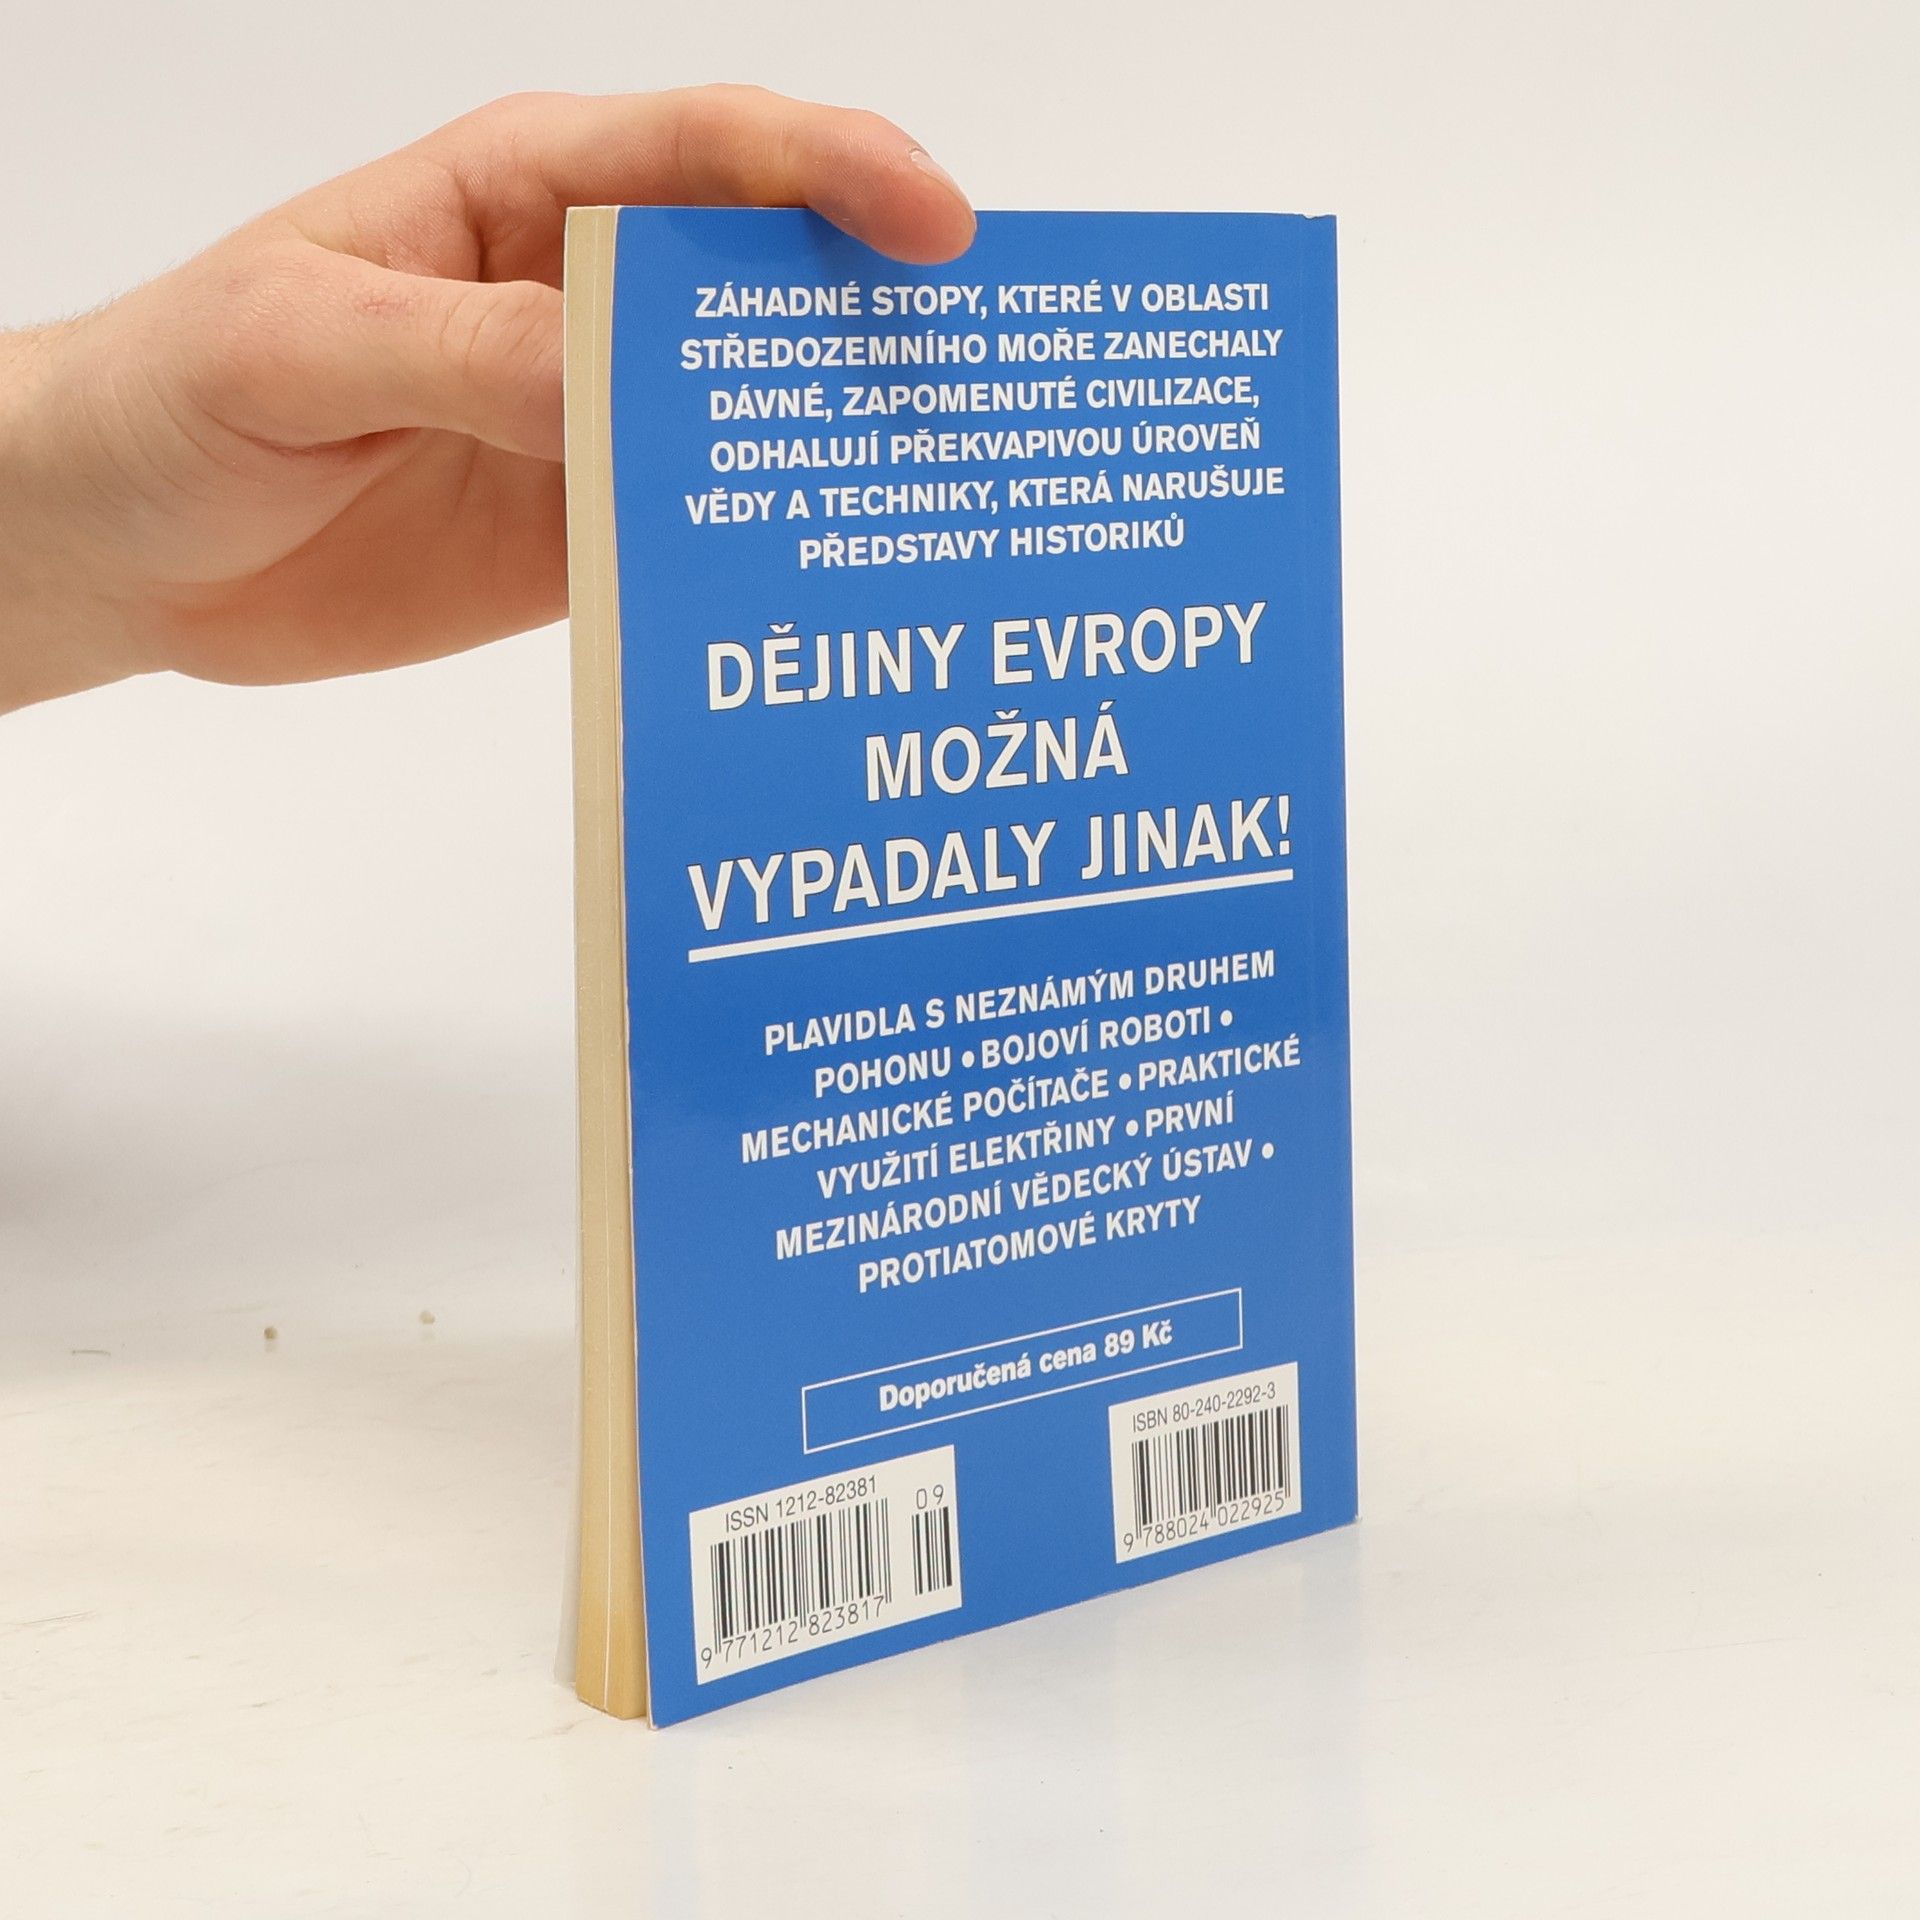 ZÁHADNÉ STOPY, KTERÉ V OBLASTI
STŘEDOZEMNÍHO MOŘE ZANECHALY
DÁVNÉ, ZAPOMENUTÉ CIVILIZACE,
ODHALUJÍ PŘEKVAPIVOU ÚROVEŇ
VĚDY A TECHNIKY, KTERÁ NARUŠUJE
PŘEDSTAVY HISTORIKŮ
DĚJINY EVROPY
MOŽNÁ
VYPADALY JINAK!
PLAVIDLA S NEZNÁMÝM DRUHEM
POHONU • BOJOVÍ ROBOTI •
MECHANICKÉ POČÍTAČE • PRAKTICKÉ
VYUŽITÍ ELEKTŘINY • PRVNÍ
MEZINÁRODNÍ VĚDECKÝ ÚSTAV •
PROTIATOMOVÉ KRYTY
Doporučená cena 89 Kč
ISSN 1212-82381
09
9 771212 823817
ISBN 80-240-2292-3
9 788024 022925